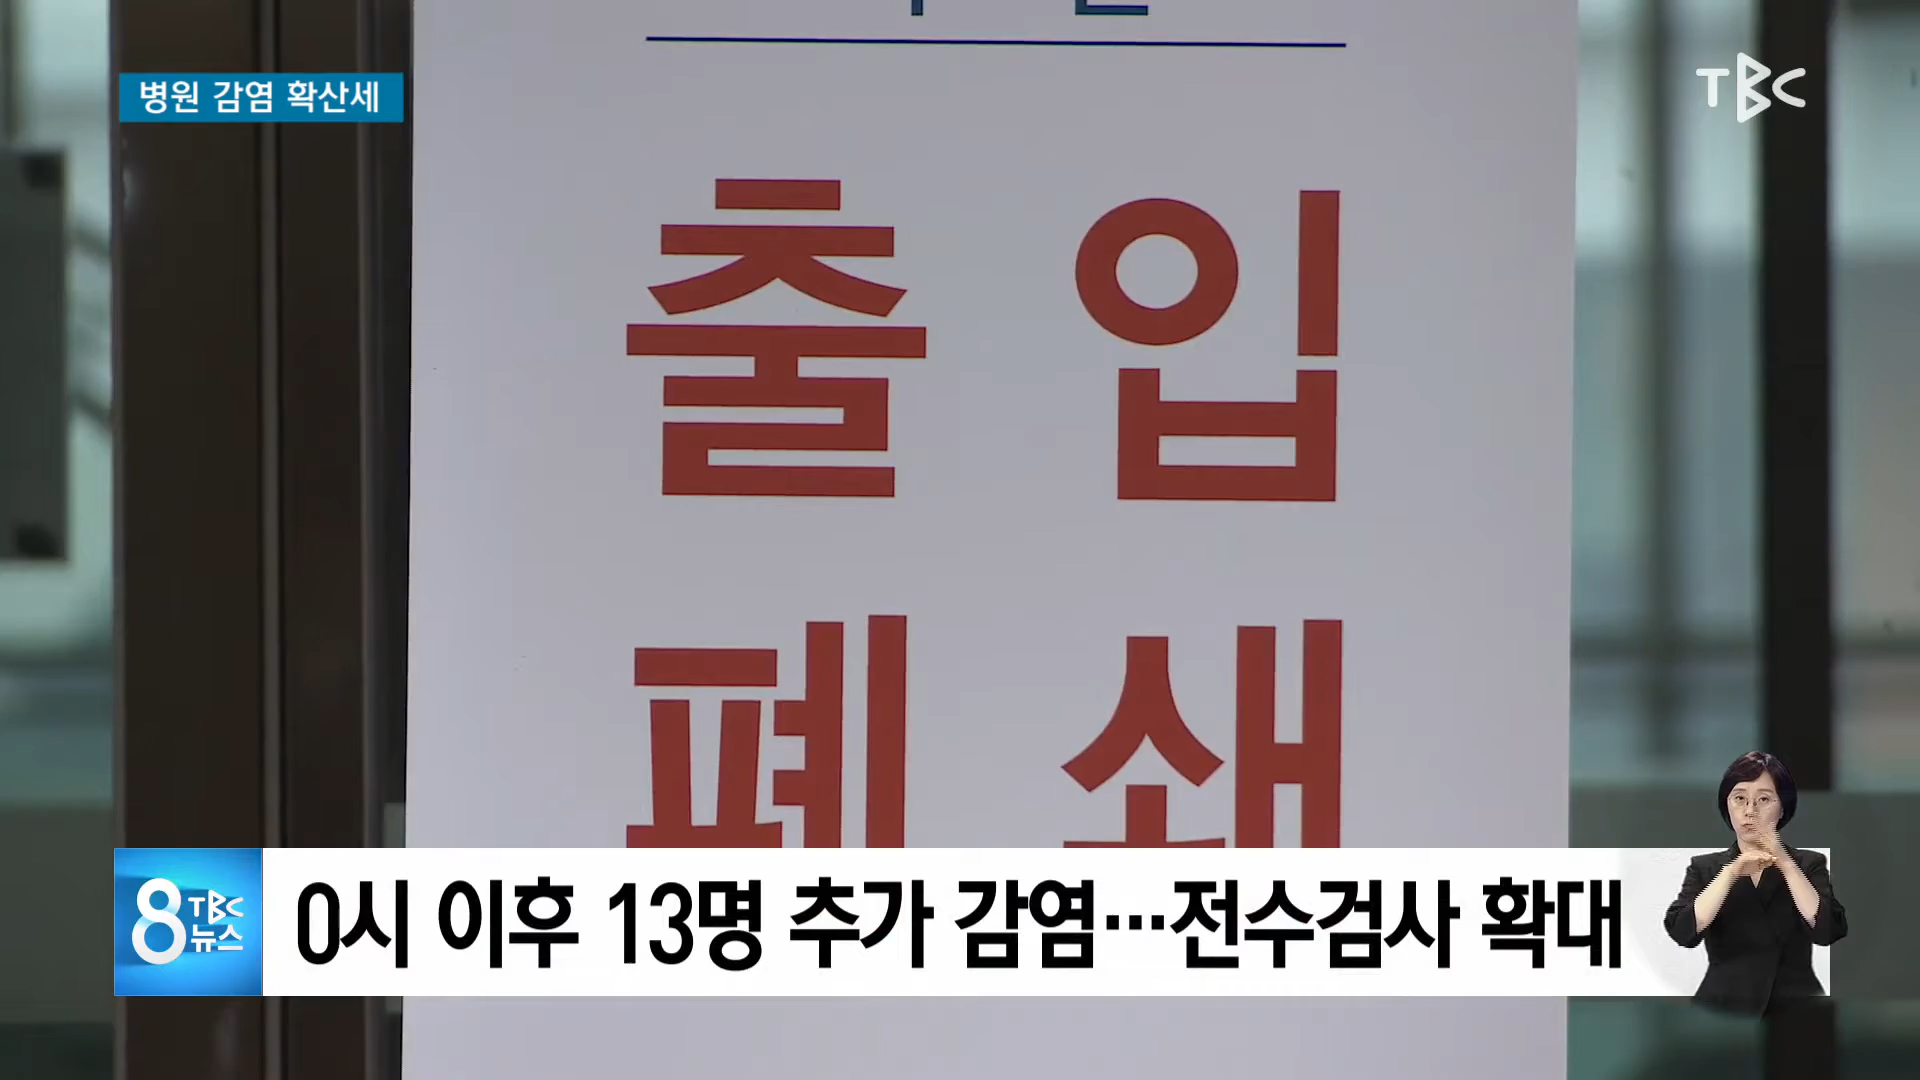 병원 감염 확산세
TBC
출입
폐쇄
8 TBC 뉴스
0시 이후 13명 추가 감염…전수검사 확대